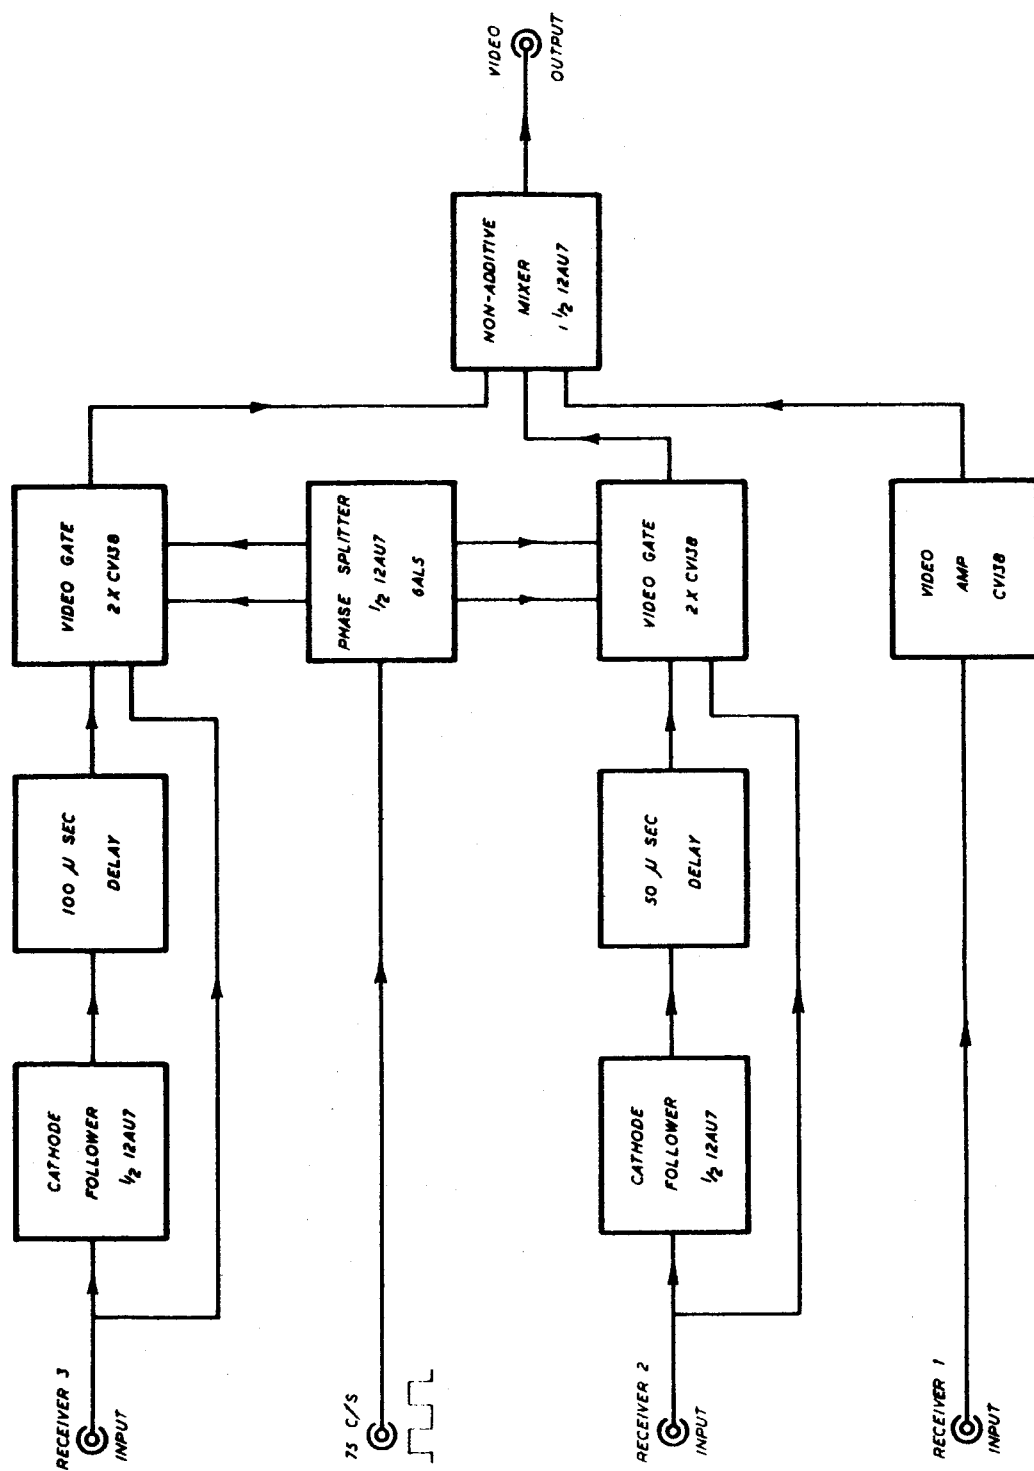 RECEIVER 3
INPUT
CATHODE
FOLLOWER
1/2 12AU7
100 μ SEC
DELAY
VIDEO GATE
2 X CV138
75 C/S
PHASE SPLITTER
1/2 12AU7
6AL5
RECEIVER 2
INPUT
CATHODE
FOLLOWER
1/2 12AU7
50 μ SEC
DELAY
VIDEO GATE
2 X CV138
RECEIVER 1
INPUT
VIDEO
AMP
CV138
NON-ADDITIVE
MIXER
1 1/2 12AU7
VIDEO
OUTPUT